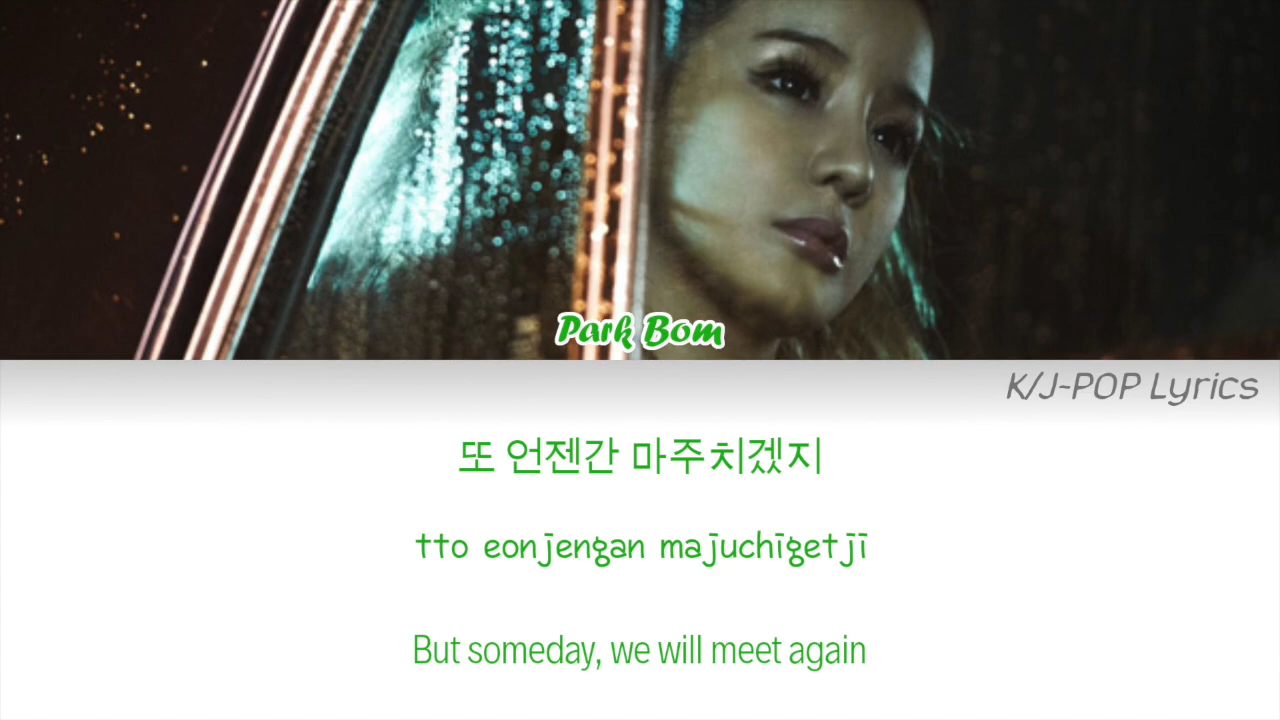 Park Bom
K/J-POP Lyrics
또 언젠간 마주치겠지
tto eonjengan majuchigetji
But someday, we will meet again